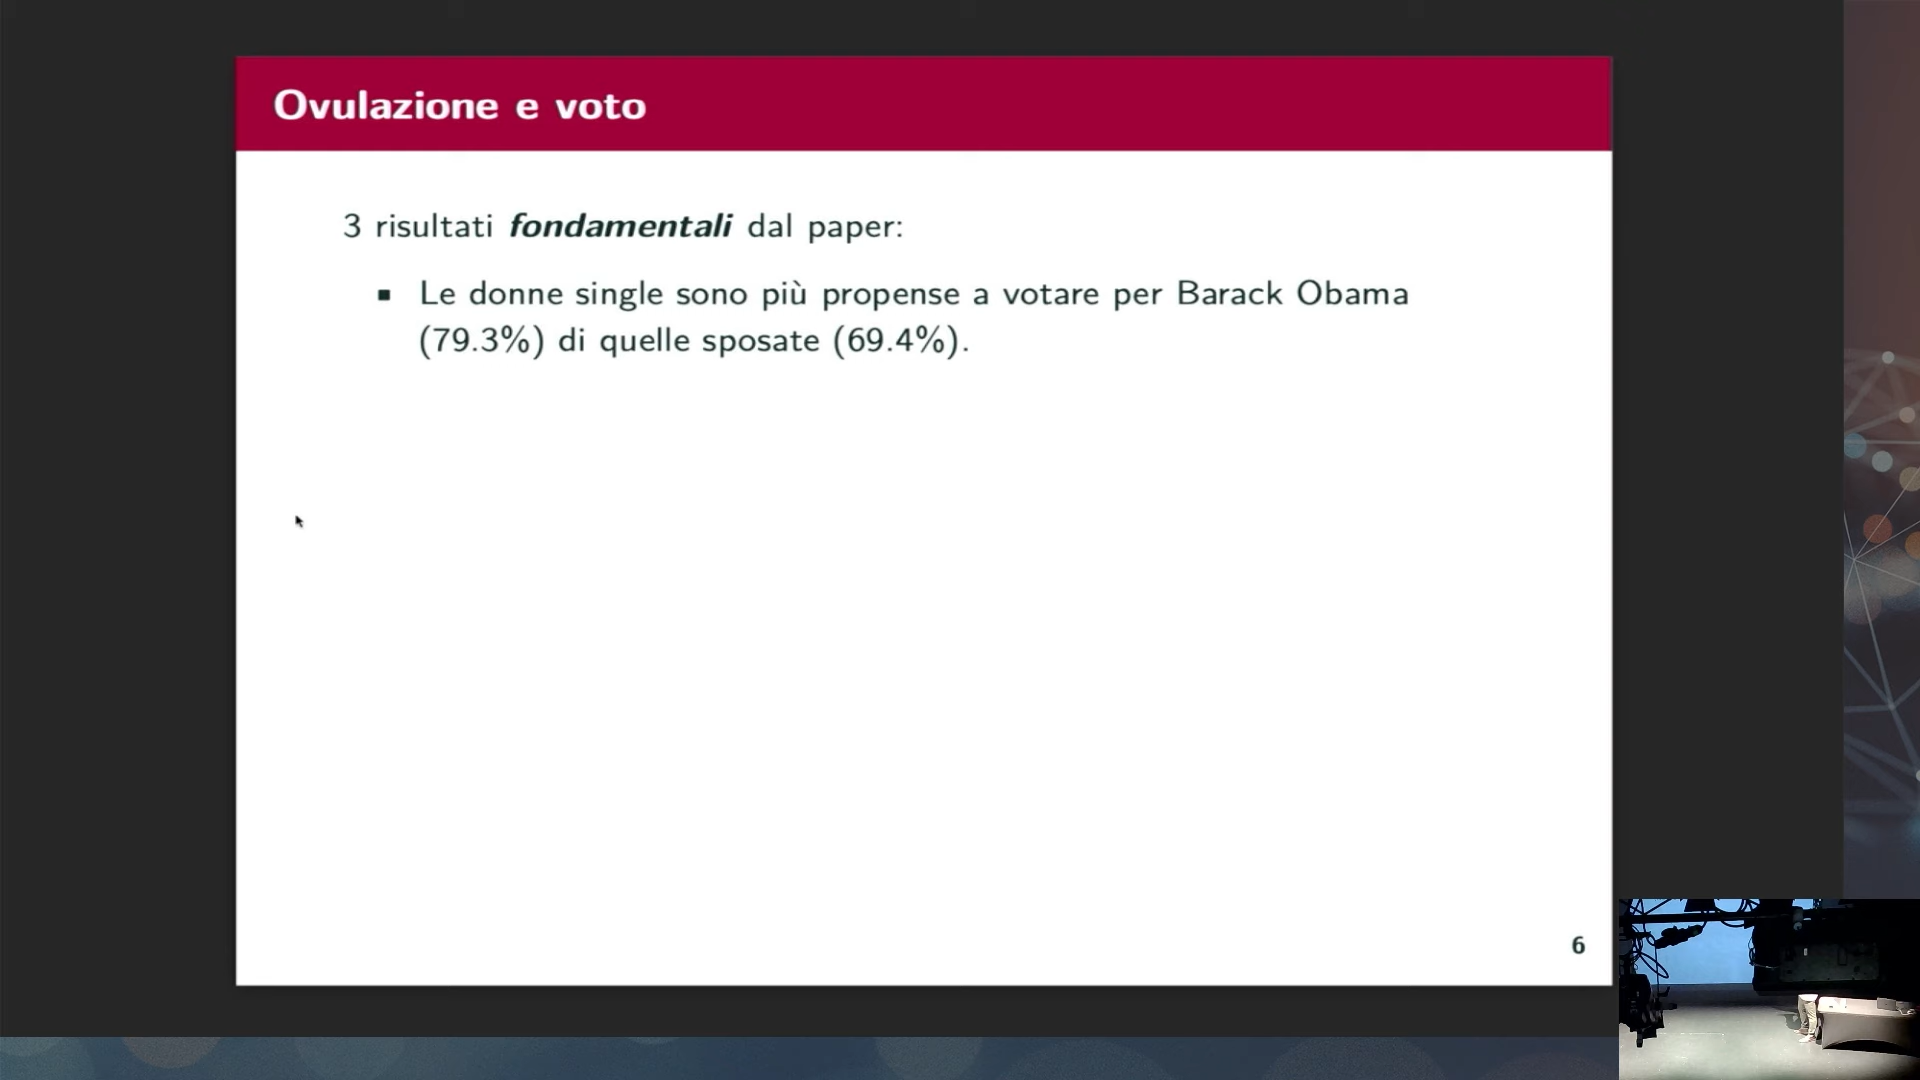 Ovulazione e voto
3 risultati fondamentali dal paper:
▪ Le donne single sono più propense a votare per Barack Obama
(79.3%) di quelle sposate (69.4%).
6